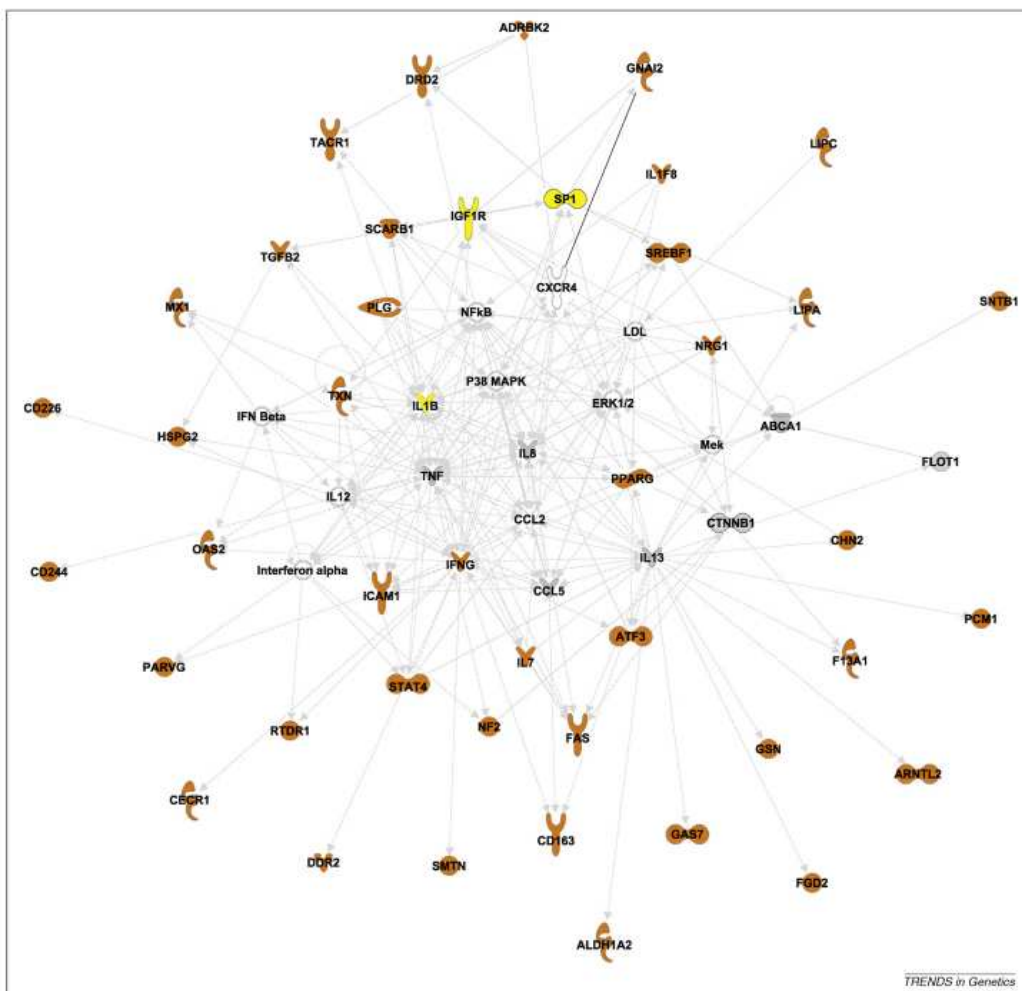 ADRBK2
GNAI2
DRD2
TACR1
LIPC
IL1F8
SP1
IGF1R
SCARB1
SREBF1
TGFB2
CXCR4
MX1
PLG
NFkB
LIPA
SNTB1
LDL
NRG1
P38 MAPK
TXN
IL1B
ERK1/2
CD226
IFN Beta
ABCA1
HSPG2
Mek
IL8
FLOT1
TNF
PPARG
IL12
CCL2
CTNNB1
CHN2
OAS2
IL13
IFNG
CD244
Interferon alpha
CCL5
ICAM1
PCM1
ATF3
PARVG
IL7
F13A1
STAT4
RTDR1
NF2
FAS
GSN
ARNTL2
CECR1
GAS7
CD163
DDR2
SMTN
FGD2
ALDH1A2
TRENDS in Genetics